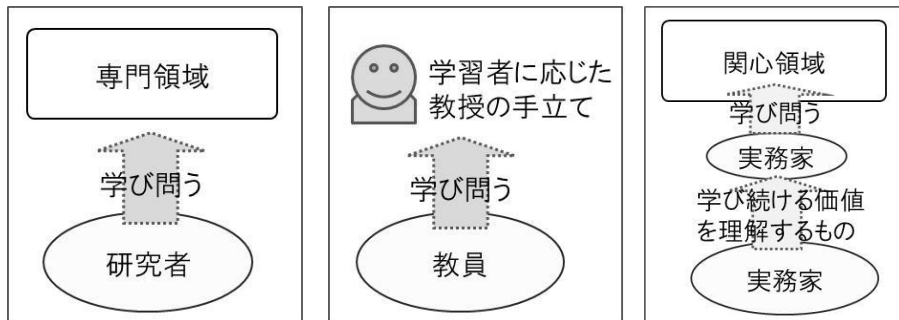 専門領域
学び問う
研究者
学習者に応じた
教授の手立て
学び問う
教員
関心領域
学び問う
実務家
学び続ける価値
を理解するもの
実務家